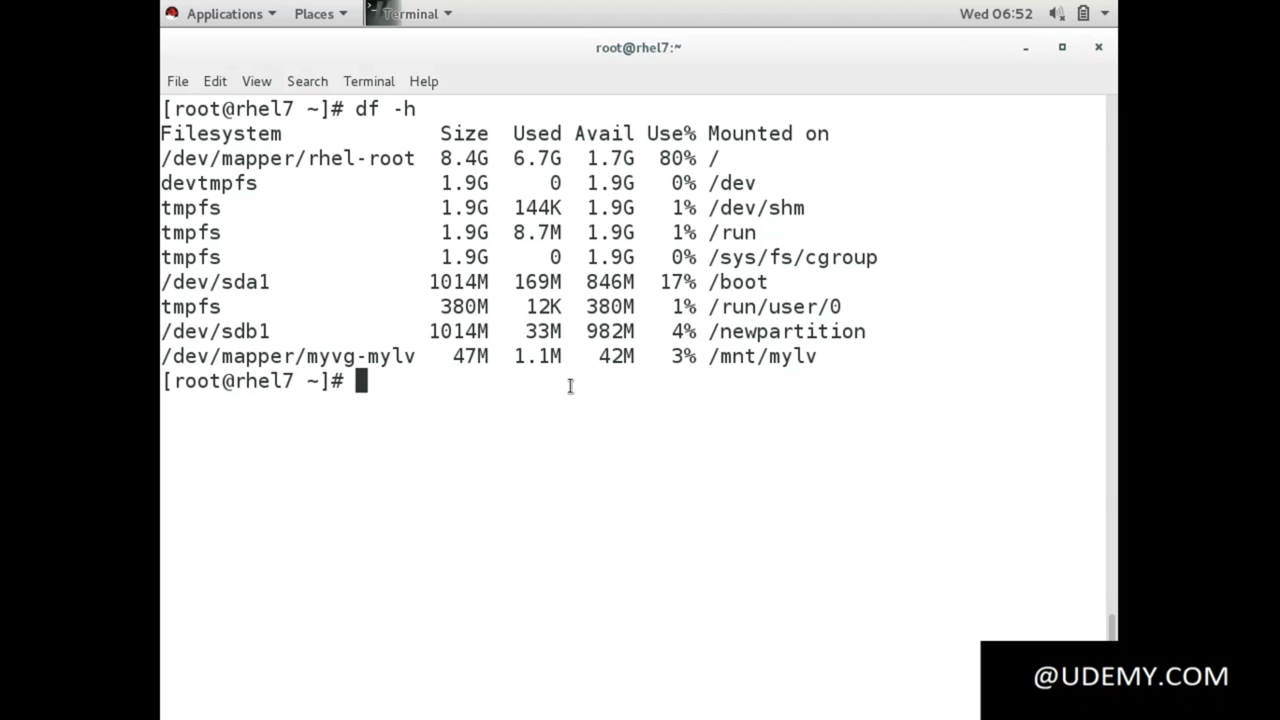 Applications Places Terminal Wed 06:52
root@rhel7:~
File Edit View Search Terminal Help
[root@rhel7 ~]# df -h
Filesystem Size Used Avail Use% Mounted on
/dev/mapper/rhel-root 8.4G 6.7G 1.7G 80% /
devtmpfs 1.9G 0 1.9G 0% /dev
tmpfs 1.9G 144K 1.9G 1% /dev/shm
tmpfs 1.9G 8.7M 1.9G 1% /run
tmpfs 1.9G 0 1.9G 0% /sys/fs/cgroup
/dev/sda1 1014M 169M 846M 17% /boot
tmpfs 380M 12K 380M 1% /run/user/0
/dev/sdb1 1014M 33M 982M 4% /newpartition
/dev/mapper/myvg-mylv 47M 1.1M 42M 3% /mnt/mylv
[root@rhel7 ~]#
@UDEMY.COM